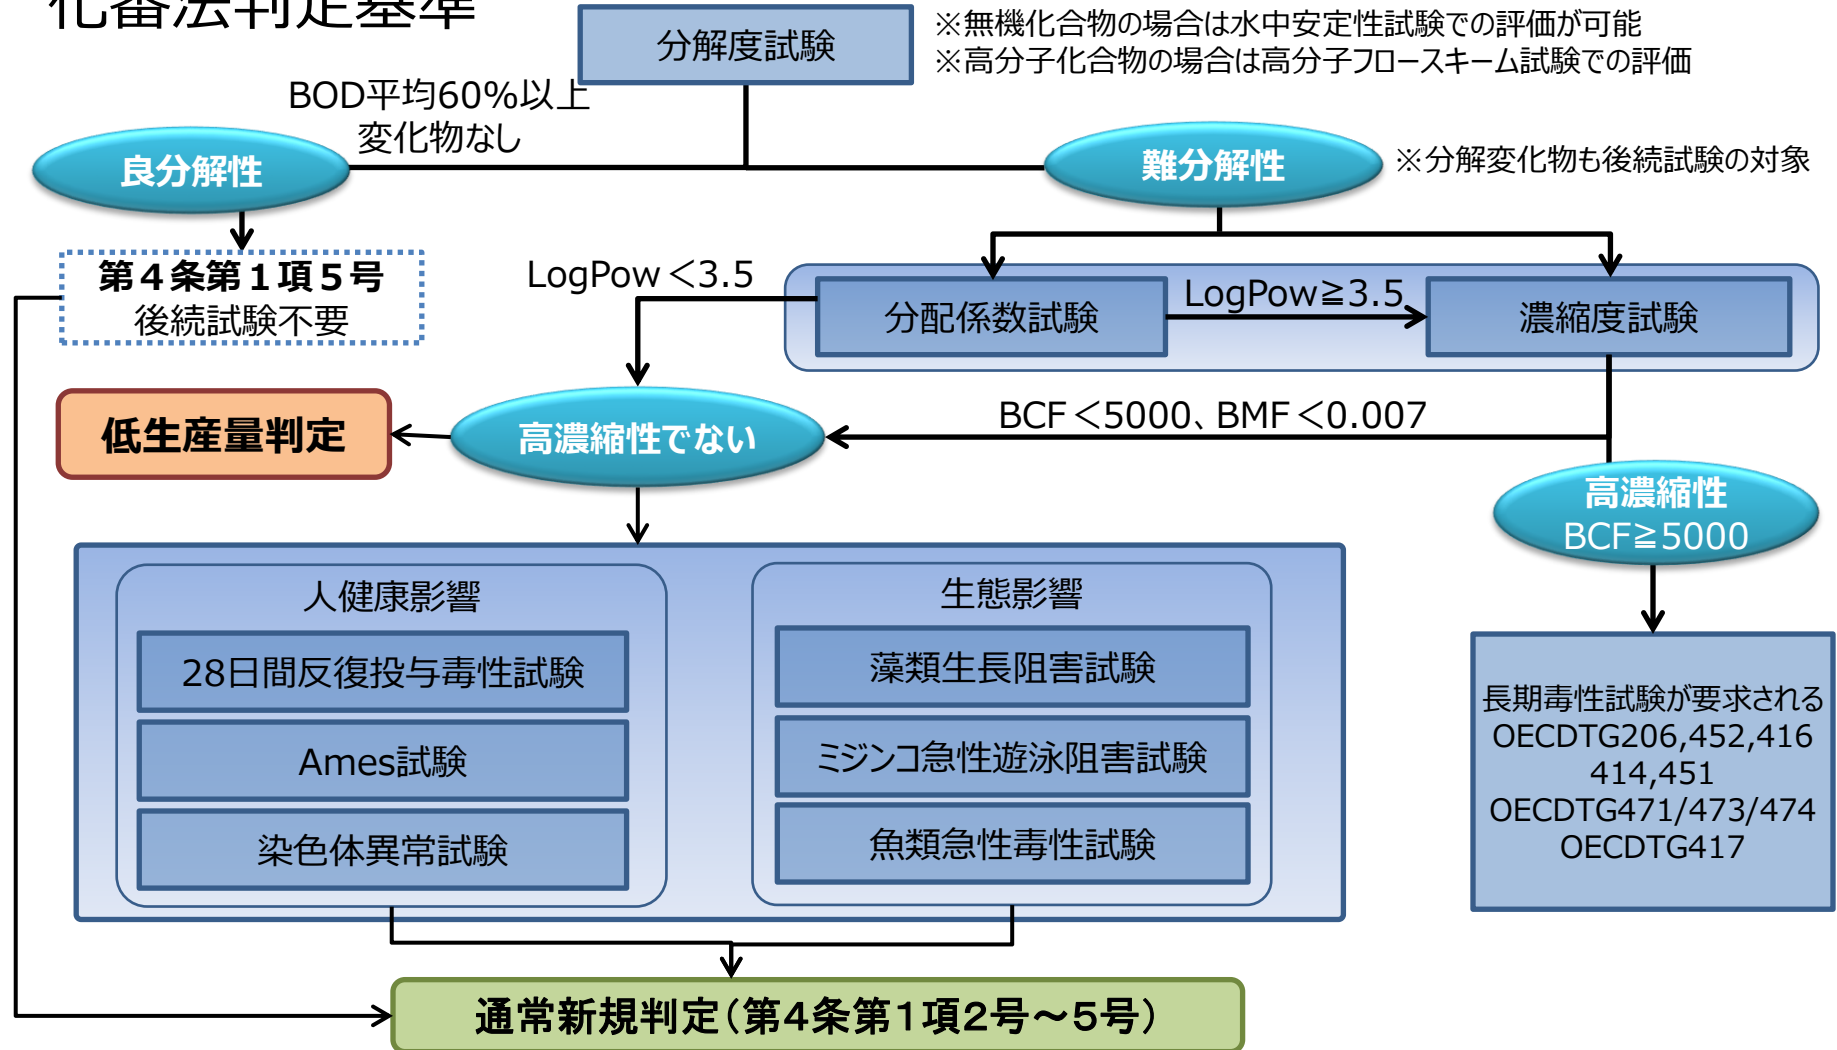 化審法判定基準
分解度試験
※無機化合物の場合は水中安定性試験での評価が可能
※高分子化合物の場合は高分子フロースキーム試験での評価
BOD平均60%以上
変化物なし
良分解性
難分解性
※分解変化物も後続試験の対象
第4条第1項5号
後続試験不要
LogPow＜3.5
分配係数試験
LogPow≧3.5
濃縮度試験
低生産量判定
高濃縮性でない
BCF＜5000、BMF＜0.007
高濃縮性
BCF≧5000
人健康影響
28日間反復投与毒性試験
Ames試験
染色体異常試験
生態影響
藻類生長阻害試験
ミジンコ急性遊泳阻害試験
魚類急性毒性試験
長期毒性試験が要求される
OECDTG206,452,416
414,451
OECDTG471/473/474
OECDTG417
通常新規判定（第4条第1項2号～5号）